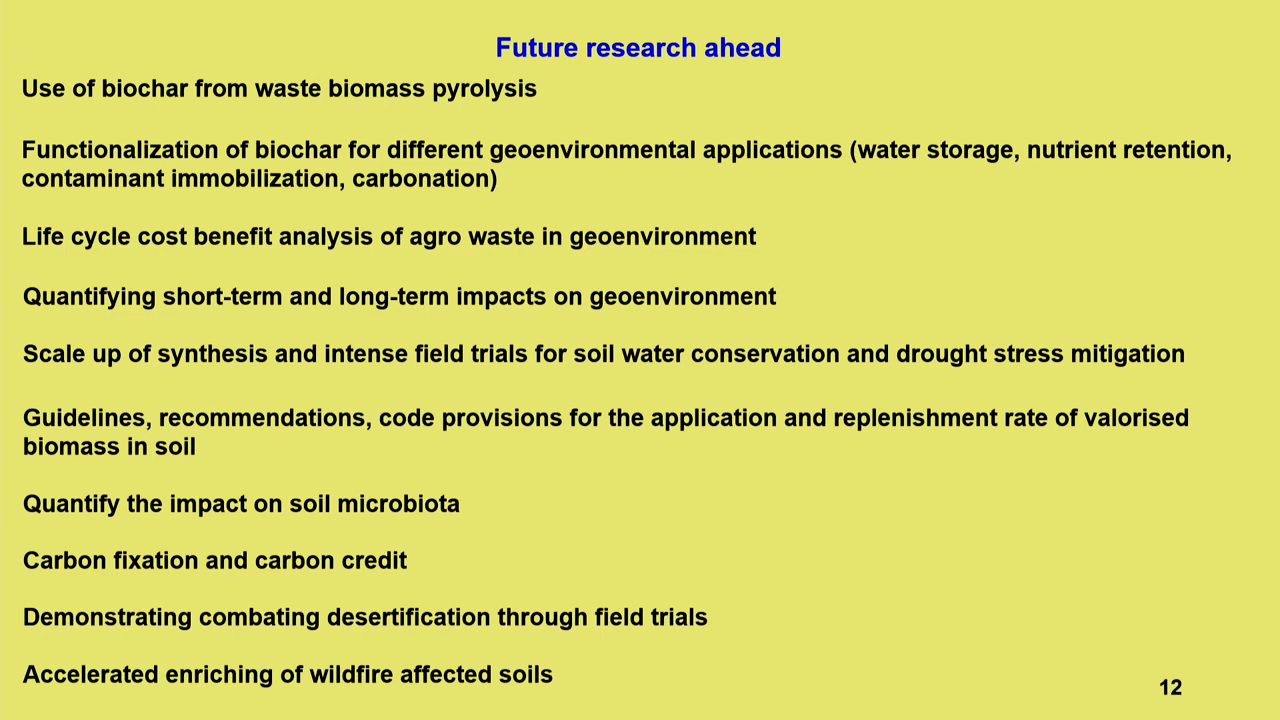 Future research ahead
Use of biochar from waste biomass pyrolysis
Functionalization of biochar for different geoenvironmental applications (water storage, nutrient retention,
contaminant immobilization, carbonation)
Life cycle cost benefit analysis of agro waste in geoenvironment
Quantifying short-term and long-term impacts on geoenvironment
Scale up of synthesis and intense field trials for soil water conservation and drought stress mitigation
Guidelines, recommendations, code provisions for the application and replenishment rate of valorised
biomass in soil
Quantify the impact on soil microbiota
Carbon fixation and carbon credit
Demonstrating combating desertification through field trials
Accelerated enriching of wildfire affected soils
12